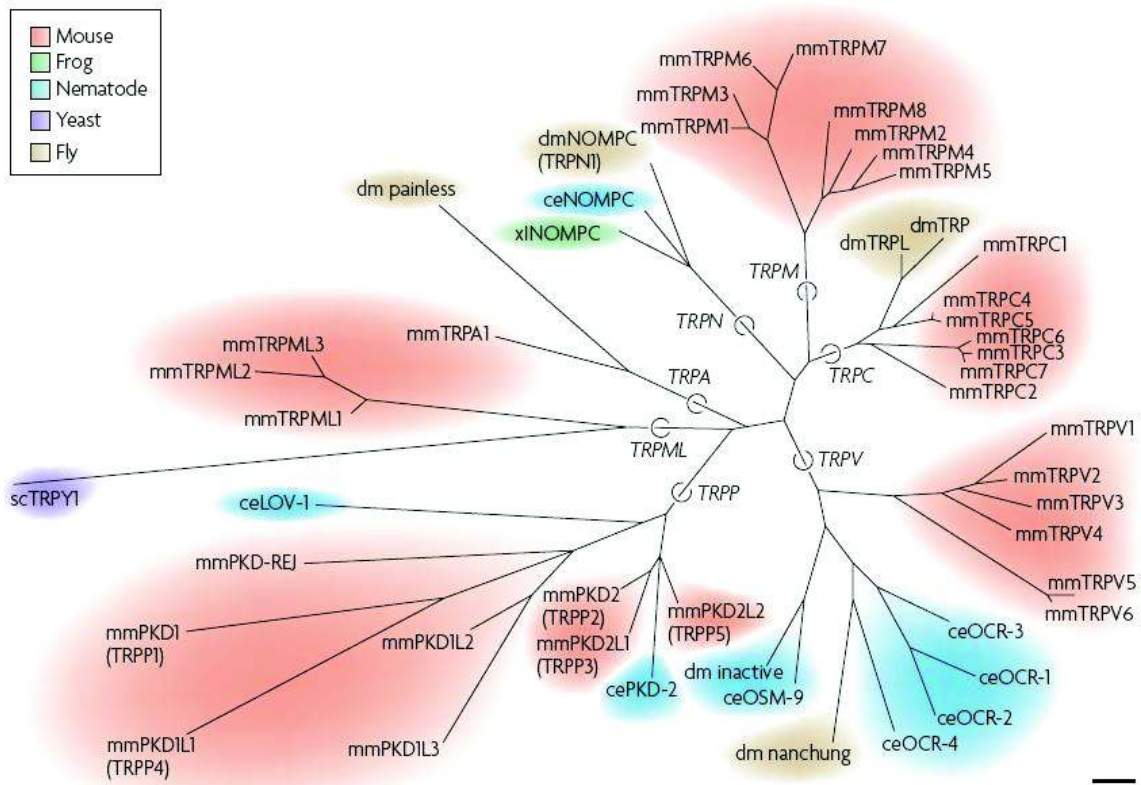 Mouse
Frog
Nematode
Yeast
Fly
mmTRPM7
mmTRPM6
mmTRPM3
mmTRPM1
mmTRPM8
mmTRPM2
mmTRPM4
mmTRPM5
dmNOMPC
(TRPN1)
ceNOMPC
xlNOMPC
dm painless
dmTRP
dmTRPL
mmTRPC1
mmTRPC4
mmTRPC5
mmTRPC6
mmTRPC3
mmTRPC7
mmTRPC2
TRPM
TRPN
TRPC
TRPA
TRPML
TRPV
TRPP
mmTRPA1
mmTRPML3
mmTRPML2
mmTRPML1
scTRPY1
ceLOV-1
mmPKD-REJ
mmPKD1
(TRPP1)
mmPKD1L2
mmPKD1L1
(TRPP4)
mmPKD1L3
mmPKD2
(TRPP2)
mmPKD2L1
(TRPP3)
mmPKD2L2
(TRPP5)
cePKD-2
dm inactive
ceOSM-9
dm nanchung
mmTRPV1
mmTRPV2
mmTRPV3
mmTRPV4
mmTRPV5
mmTRPV6
ceOCR-3
ceOCR-1
ceOCR-2
ceOCR-4